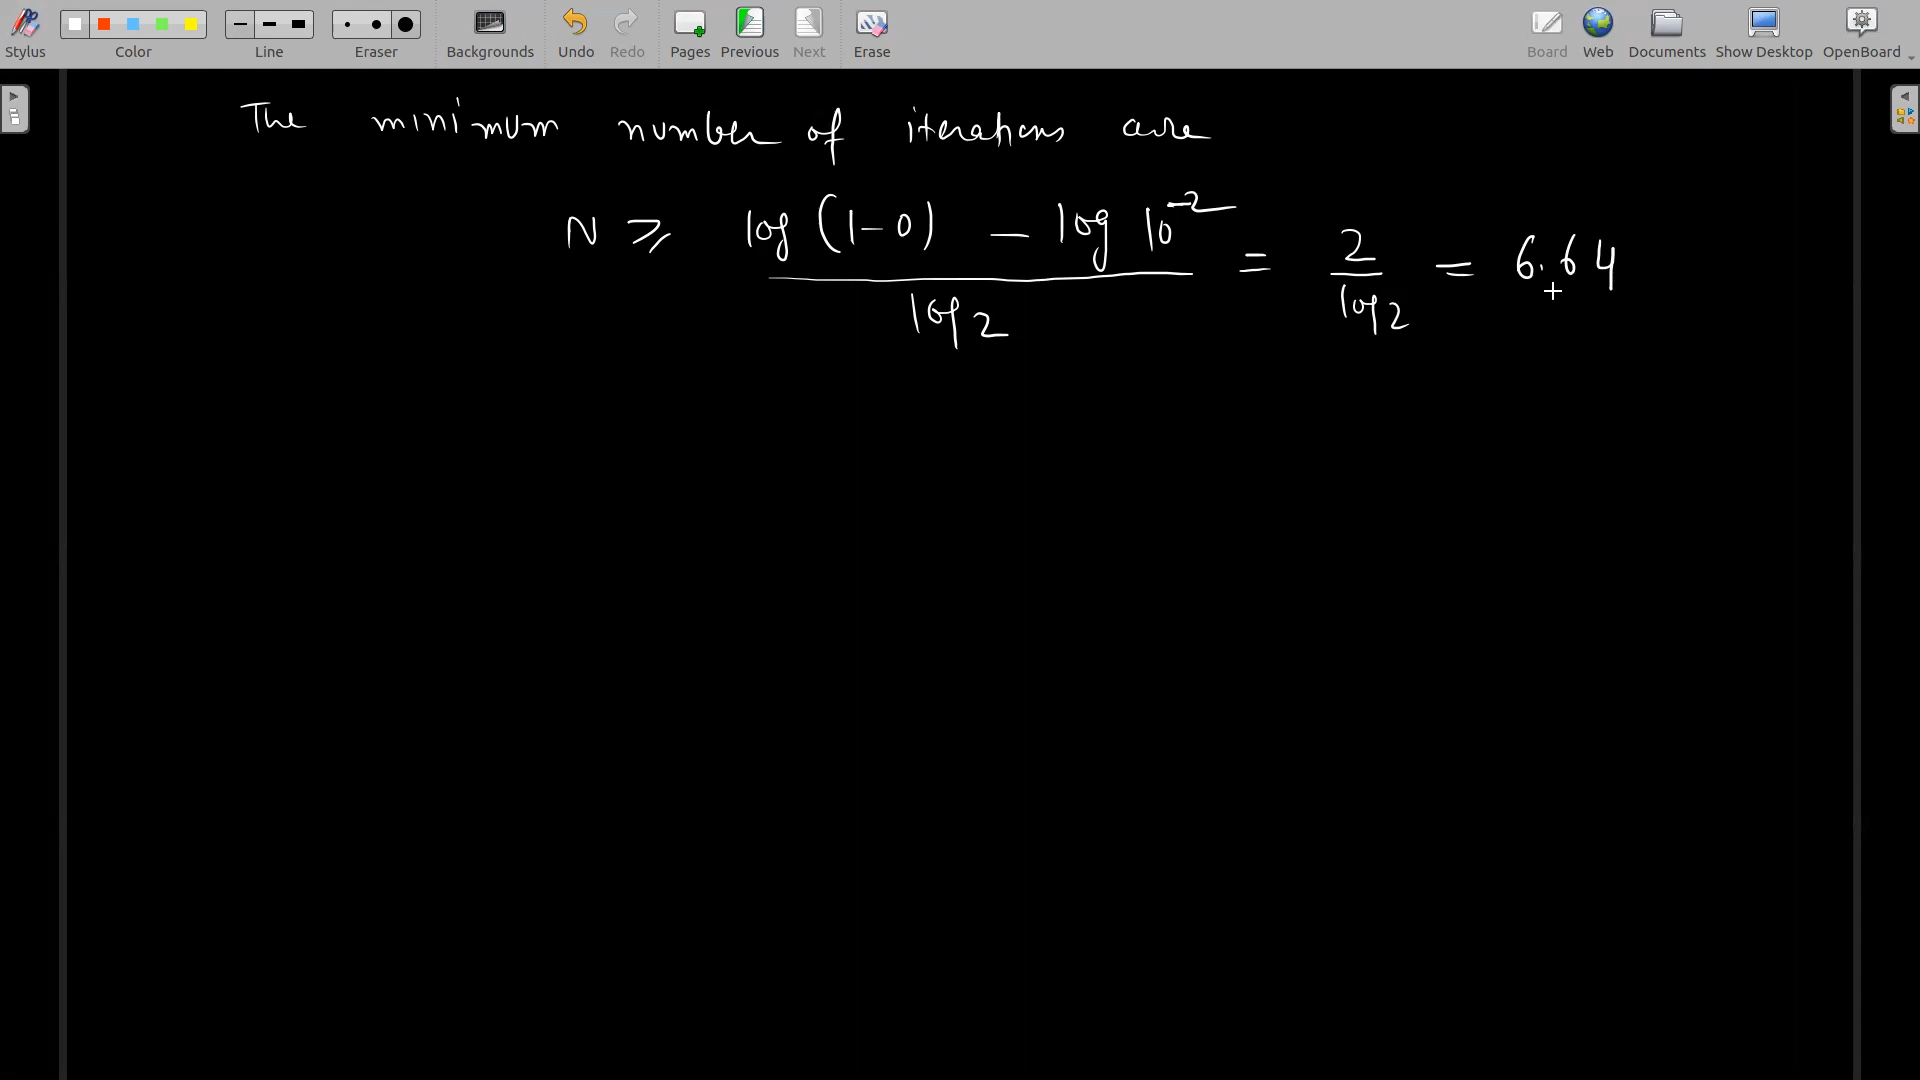 Stylus Color Line Eraser Backgrounds Undo Redo Pages Previous Next Erase Board Web Documents Show Desktop OpenBoard
The minimum number of iterations are
N ≥ (log (1-0) - log 10^-2) / log 2 = 2 / log 2 = 6.64